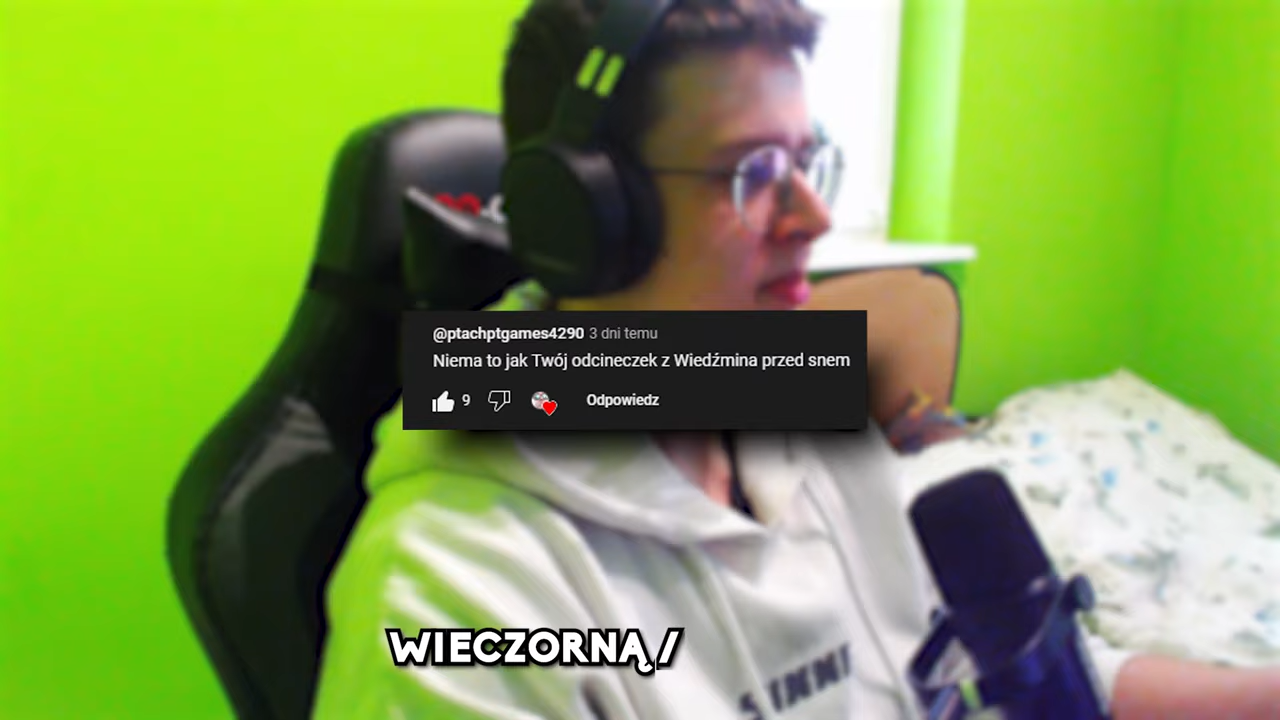 @ptachptgames4290 3 dni temu
Niema to jak Twój odcineczek z Wiedźmina przed snem
9 Odpowiedz
WIECZORNĄ/